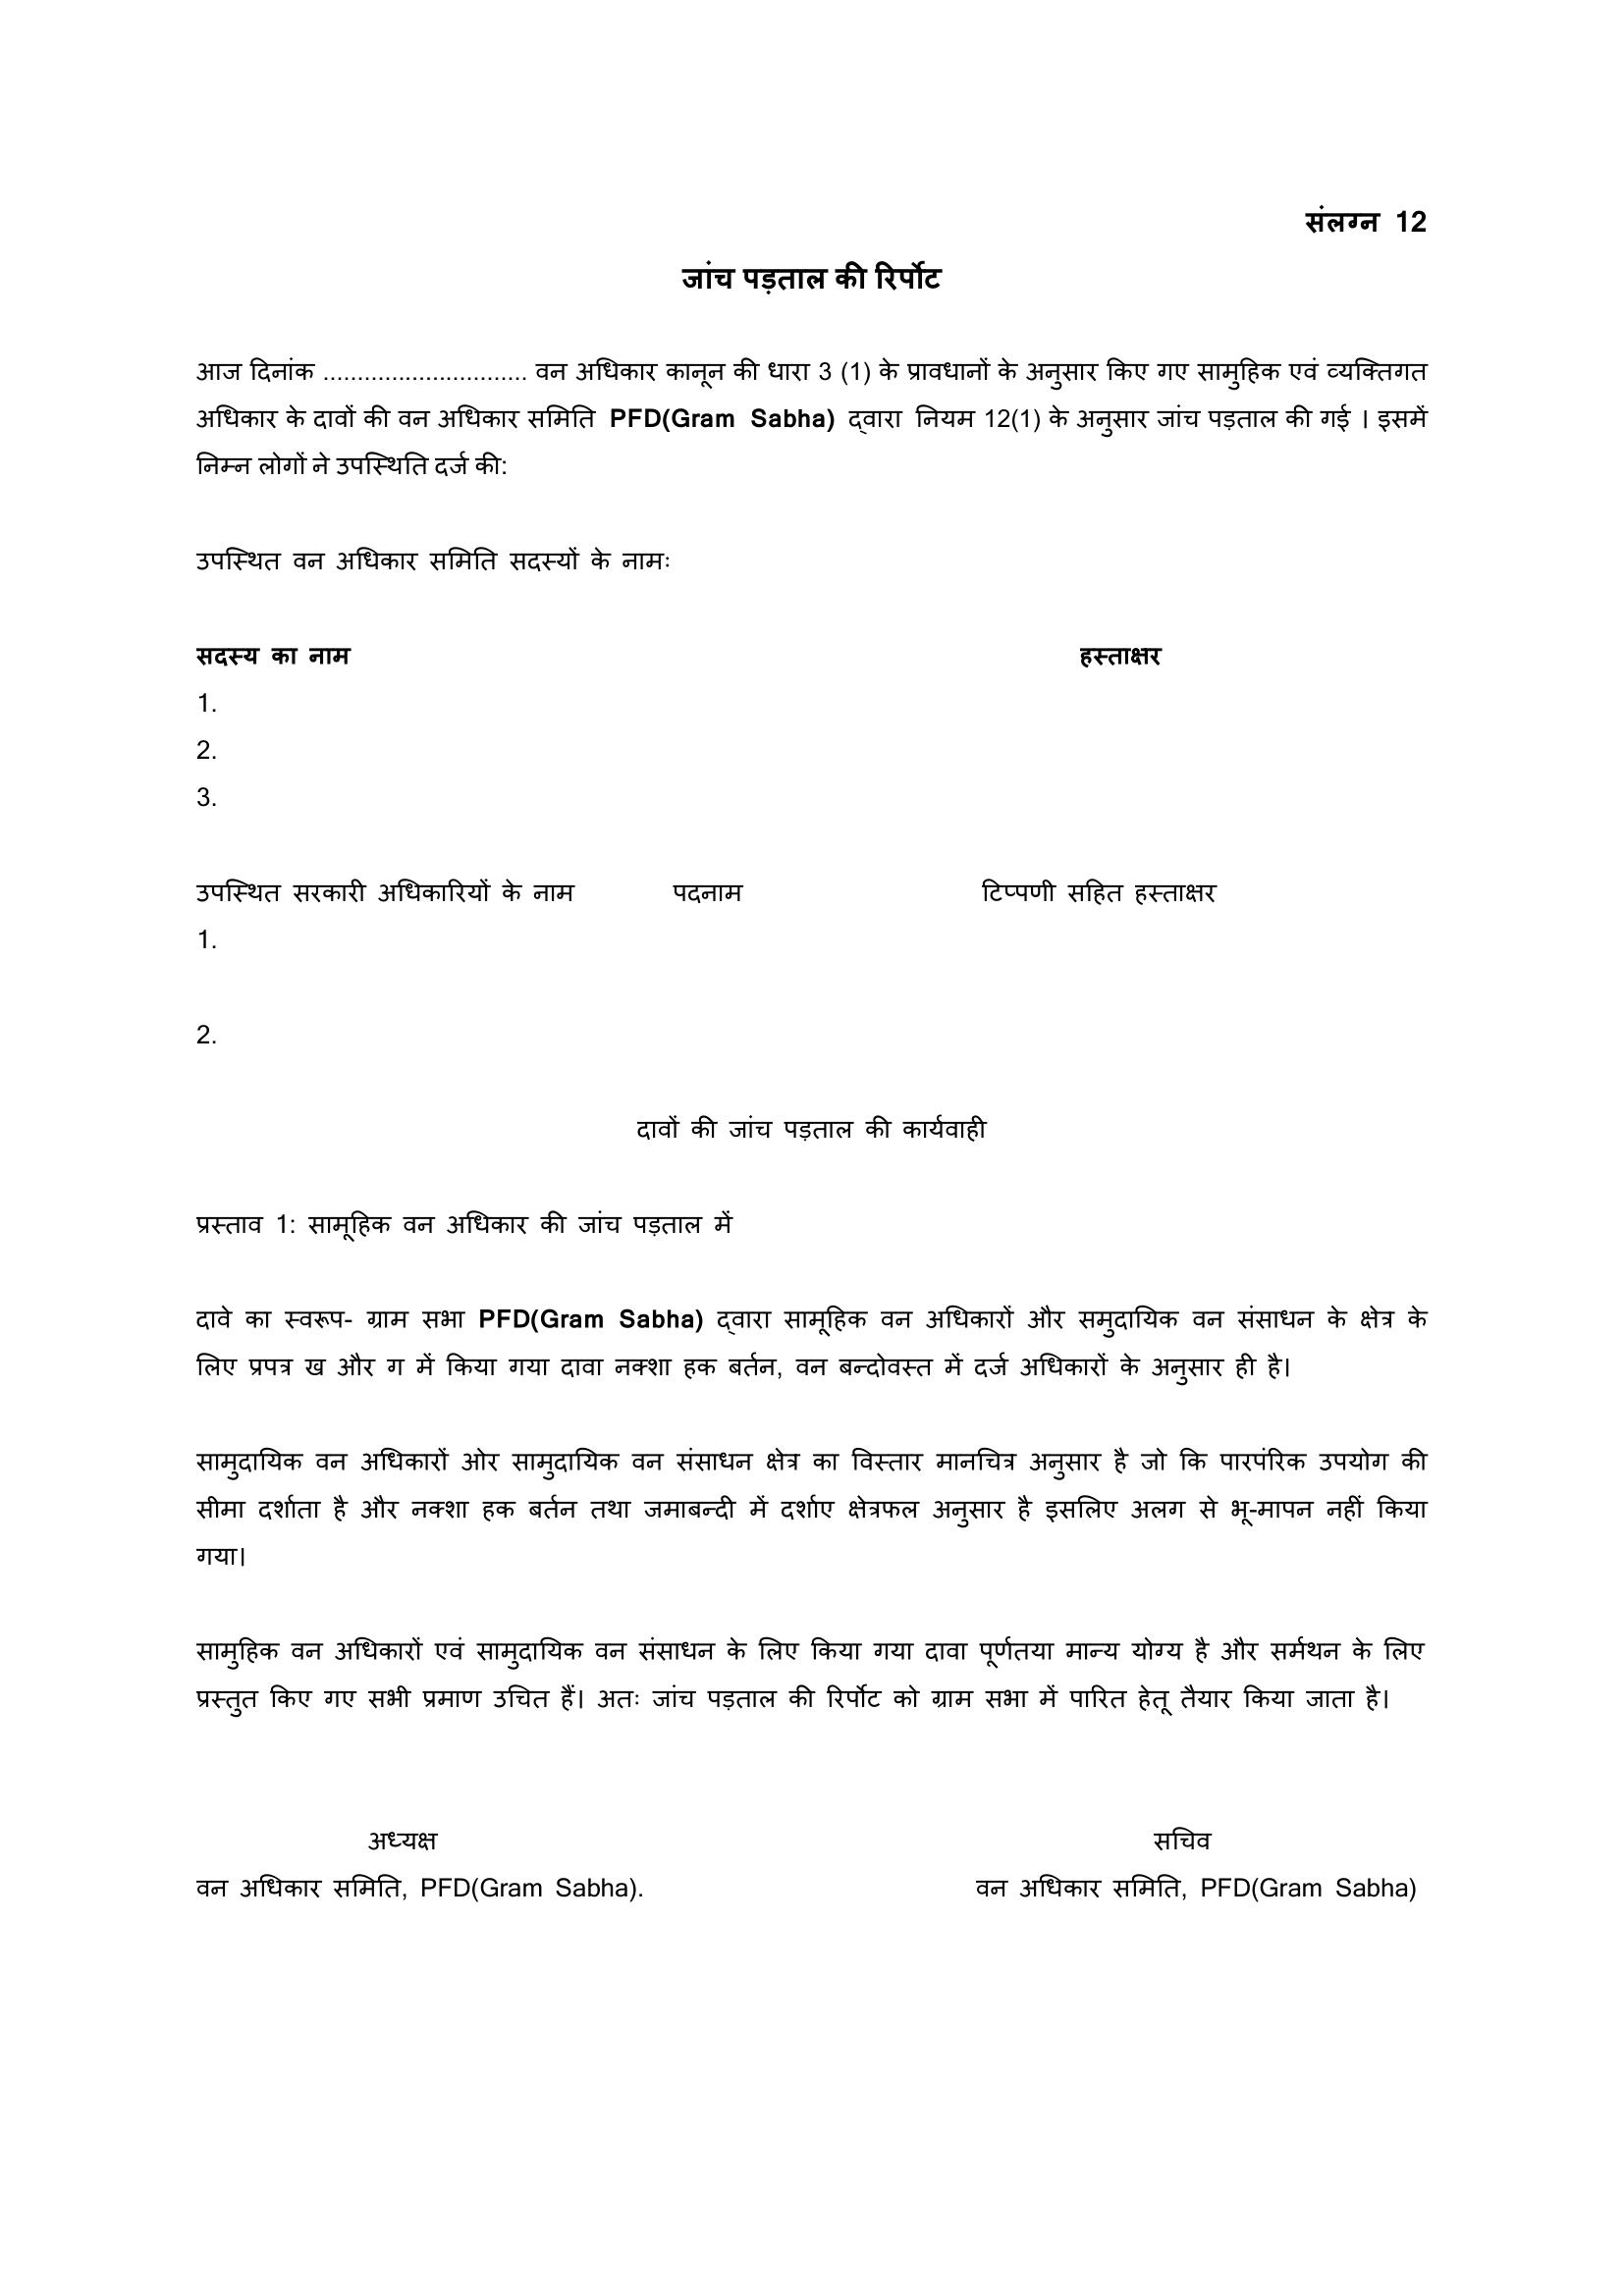 संलग्न 12
जांच पड़ताल की रिर्पोट
आज दिनांक .............................. वन अधिकार कानून की धारा 3 (1) के प्रावधानों के अनुसार किए गए सामुहिक एवं व्यक्तिगत
अधिकार के दावों की वन अधिकार समिति PFD(Gram Sabha) द्वारा नियम 12(1) के अनुसार जांच पड़ताल की गई । इसमें
निम्न लोगों ने उपस्थिति दर्ज की:
उपस्थित वन अधिकार समिति सदस्यों के नामः
सदस्य का नाम हस्ताक्षर
1.
2.
3.
उपस्थित सरकारी अधिकारियों के नाम पदनाम टिप्पणी सहित हस्ताक्षर
1.
2.
दावों की जांच पड़ताल की कार्यवाही
प्रस्ताव 1: सामूहिक वन अधिकार की जांच पड़ताल में
दावे का स्वरूप- ग्राम सभा PFD(Gram Sabha) द्वारा सामूहिक वन अधिकारों और समुदायिक वन संसाधन के क्षेत्र के
लिए प्रपत्र ख और ग में किया गया दावा नक्शा हक बर्तन, वन बन्दोवस्त में दर्ज अधिकारों के अनुसार ही है।
सामुदायिक वन अधिकारों ओर सामुदायिक वन संसाधन क्षेत्र का विस्तार मानचित्र अनुसार है जो कि पारपंरिक उपयोग की
सीमा दर्शाता है और नक्शा हक बर्तन तथा जमाबन्दी में दर्शाए क्षेत्रफल अनुसार है इसलिए अलग से भू-मापन नहीं किया
गया।
सामुहिक वन अधिकारों एवं सामुदायिक वन संसाधन के लिए किया गया दावा पूर्णतया मान्य योग्य है और सर्मथन के लिए
प्रस्तुत किए गए सभी प्रमाण उचित हैं। अतः जांच पड़ताल की रिर्पोट को ग्राम सभा में पारित हेतू तैयार किया जाता है।
अध्यक्ष सचिव
वन अधिकार समिति, PFD(Gram Sabha). वन अधिकार समिति, PFD(Gram Sabha)